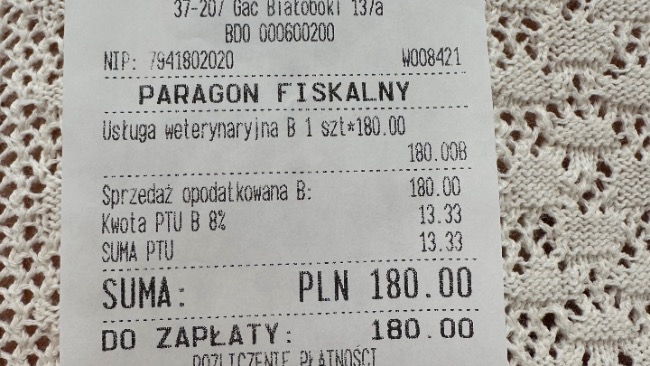 37-207 Gać Białoboki 137a
BDO 000600200
NIP: 7941802020 W008421
PARAGON FISKALNY
Usługa weterynaryjna B 1 szt*180.00
180.00B
Sprzedaż opodatkowana B: 180.00
Kwota PTU B 8% 13.33
SUMA PTU 13.33
SUMA: PLN 180.00
DO ZAPŁATY: 180.00
ROZLICZENIE PŁATNOŚCI